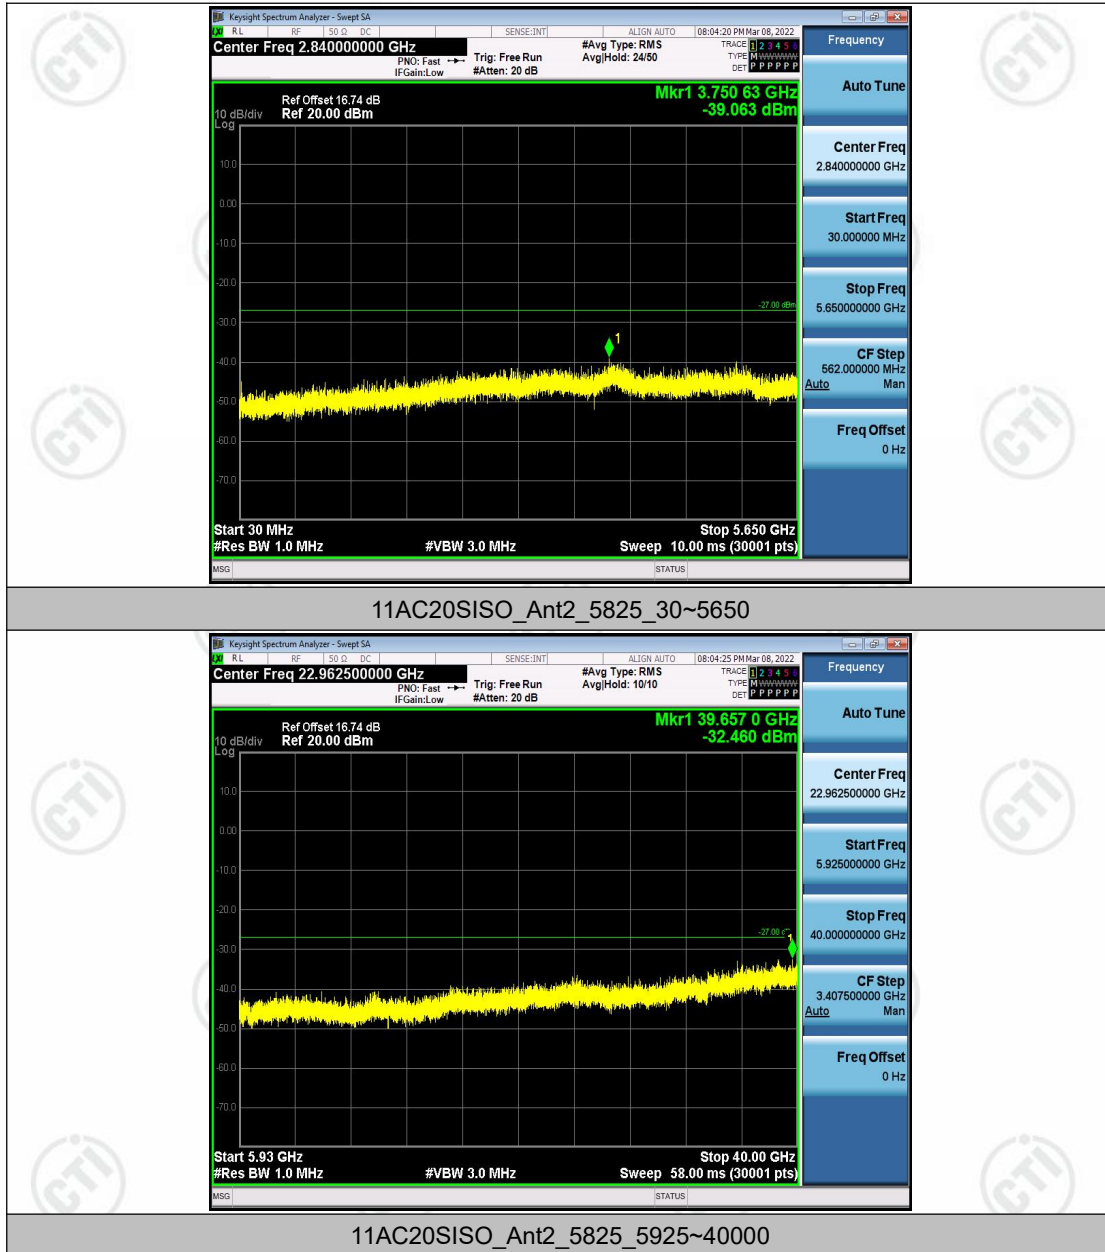 Keysight Spectrum Analyzer - Swept SA
RL RF 50 Ω DC SENSE:INT ALIGN AUTO 08:04:20 PM Mar 08, 2022
Center Freq 2.840000000 GHz #Avg Type: RMS TRACE 1 2 3 4 5 6
PNO: Fast Trig: Free Run Avg|Hold: 24/50 TYPE M W W W W W
IFGain:Low #Atten: 20 dB DET P P P P P P
Mkr1 3.750 63 GHz
Ref Offset 16.74 dB
10 dB/div Ref 20.00 dBm -39.063 dBm
Log
10.0
0.00
-10.0
-20.0
-27.00 dBm
-30.0
1
-40.0
-50.0
-60.0
-70.0
Start 30 MHz Stop 5.650 GHz
#Res BW 1.0 MHz #VBW 3.0 MHz Sweep 10.00 ms (30001 pts)
MSG STATUS
Frequency
Auto Tune
Center Freq
2.840000000 GHz
Start Freq
30.000000 MHz
Stop Freq
5.650000000 GHz
CF Step
562.000000 MHz
Auto Man
Freq Offset
0 Hz
11AC20SISO_Ant2_5825_30~5650
Keysight Spectrum Analyzer - Swept SA
RL RF 50 Ω DC SENSE:INT ALIGN AUTO 08:04:25 PM Mar 08, 2022
Center Freq 22.962500000 GHz #Avg Type: RMS TRACE 1 2 3 4 5 6
PNO: Fast Trig: Free Run Avg|Hold: 10/10 TYPE M W W W W W
IFGain:Low #Atten: 20 dB DET P P P P P P
Mkr1 39.657 0 GHz
Ref Offset 16.74 dB
10 dB/div Ref 20.00 dBm -32.460 dBm
Log
10.0
0.00
-10.0
-20.0
-27.00
1
-30.0
-40.0
-50.0
-60.0
-70.0
Start 5.93 GHz Stop 40.00 GHz
#Res BW 1.0 MHz #VBW 3.0 MHz Sweep 58.00 ms (30001 pts)
MSG STATUS
Frequency
Auto Tune
Center Freq
22.962500000 GHz
Start Freq
5.925000000 GHz
Stop Freq
40.000000000 GHz
CF Step
3.407500000 GHz
Auto Man
Freq Offset
0 Hz
11AC20SISO_Ant2_5825_5925~40000
CTI
CTI
CTI
CTI
CTI
CTI
CTI
CTI